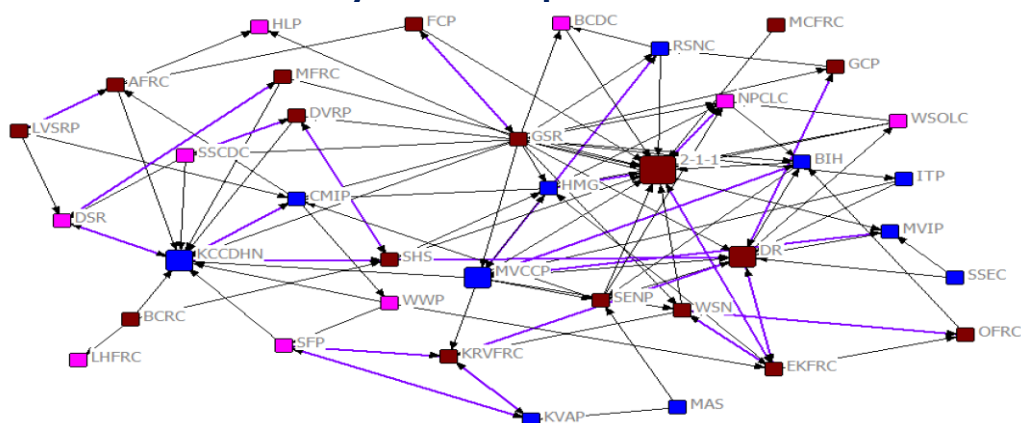 HLP
FCP
BCDC
MCFRC
RSNC
GCP
AFRC
MFRC
NPCLC
DVRP
WSOLC
LVSRP
GSR
SSCDC
2-1-1
BIH
ITP
HMG
CMIP
DSR
MVIP
KCCDHN
SHS
DR
MVCCP
SSEC
WWP
SENP
WSN
BCRC
OFRC
SFP
KRVFRC
LHFRC
EKFRC
MAS
KVAP